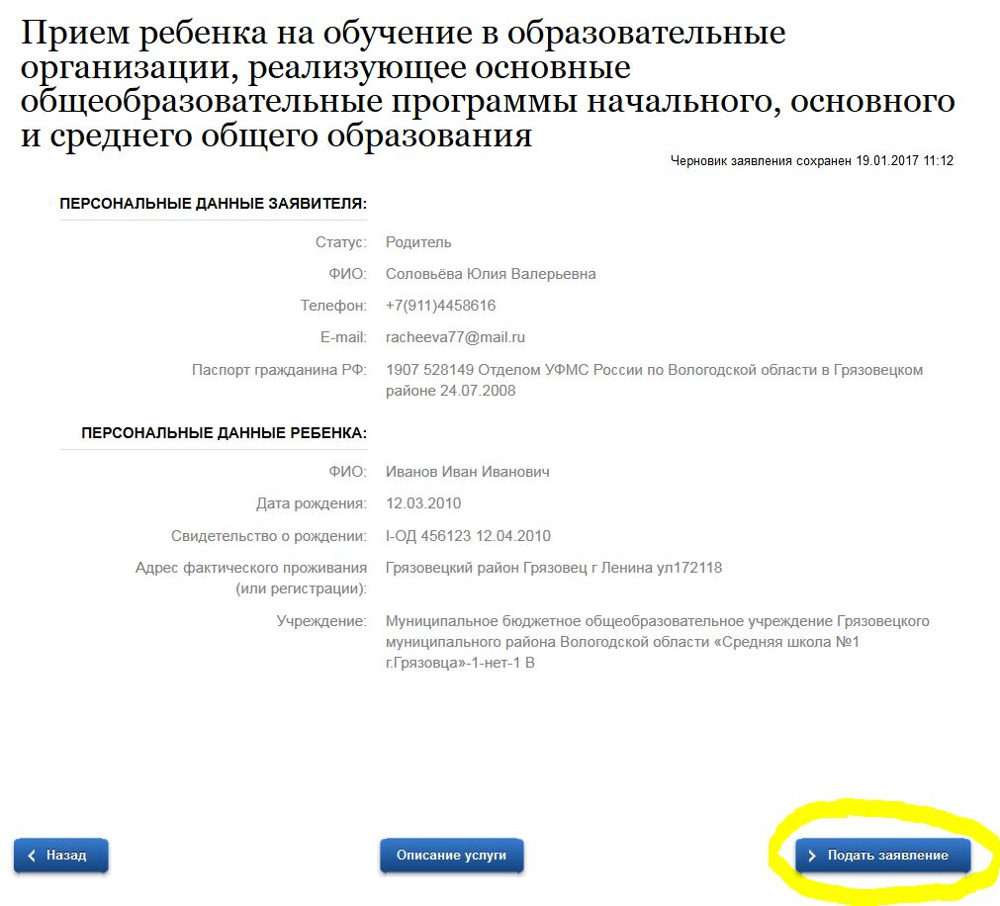 Прием ребенка на обучение в образовательные
организации, реализующее основные
общеобразовательные программы начального, основного
и среднего общего образования
Черновик заявления сохранен 19.01.2017 11:12
ПЕРСОНАЛЬНЫЕ ДАННЫЕ ЗАЯВИТЕЛЯ:
Статус: Родитель
ФИО: Соловьёва Юлия Валерьевна
Телефон: +7(911)4458616
E-mail: racheeva77@mail.ru
Паспорт гражданина РФ: 1907 528149 Отделом УФМС России по Вологодской области в Грязовецком
районе 24.07.2008
ПЕРСОНАЛЬНЫЕ ДАННЫЕ РЕБЕНКА:
ФИО: Иванов Иван Иванович
Дата рождения: 12.03.2010
Свидетельство о рождении: I-ОД 456123 12.04.2010
Адрес фактического проживания Грязовецкий район Грязовец г Ленина ул172118
(или регистрации):
Учреждение: Муниципальное бюджетное общеобразовательное учреждение Грязовецкого
муниципального района Вологодской области «Средняя школа №1
г.Грязовца»-1-нет-1 В
Назад Описание услуги Подать заявление